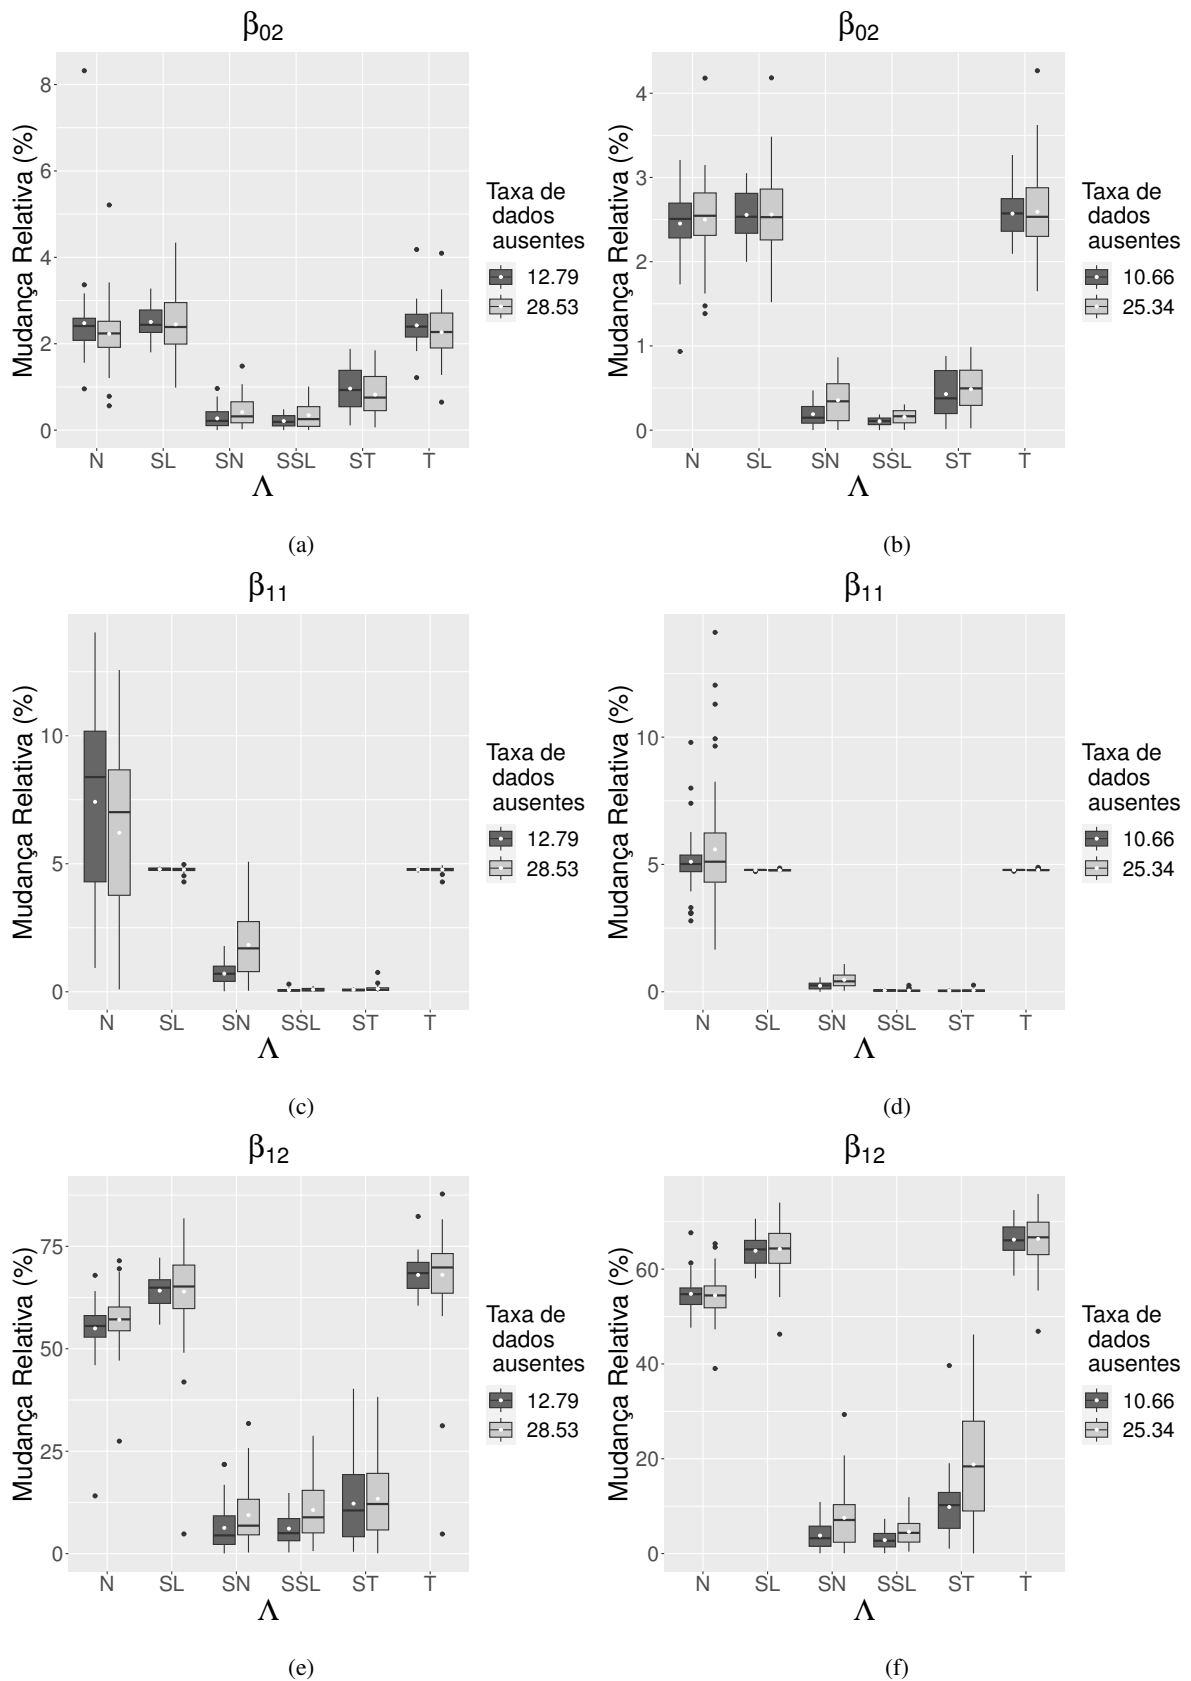 β02
Mudança Relativa (%)
8
6
4
2
0
N SL SN SSL ST T
Λ
Taxa de
dados
ausentes
12.79
28.53
(a)
β02
Mudança Relativa (%)
4
3
2
1
0
N SL SN SSL ST T
Λ
Taxa de
dados
ausentes
10.66
25.34
(b)
β11
Mudança Relativa (%)
10
5
0
N SL SN SSL ST T
Λ
Taxa de
dados
ausentes
12.79
28.53
(c)
β11
Mudança Relativa (%)
10
5
0
N SL SN SSL ST T
Λ
Taxa de
dados
ausentes
10.66
25.34
(d)
β12
Mudança Relativa (%)
75
50
25
0
N SL SN SSL ST T
Λ
Taxa de
dados
ausentes
12.79
28.53
(e)
β12
Mudança Relativa (%)
60
40
20
0
N SL SN SSL ST T
Λ
Taxa de
dados
ausentes
10.66
25.34
(f)